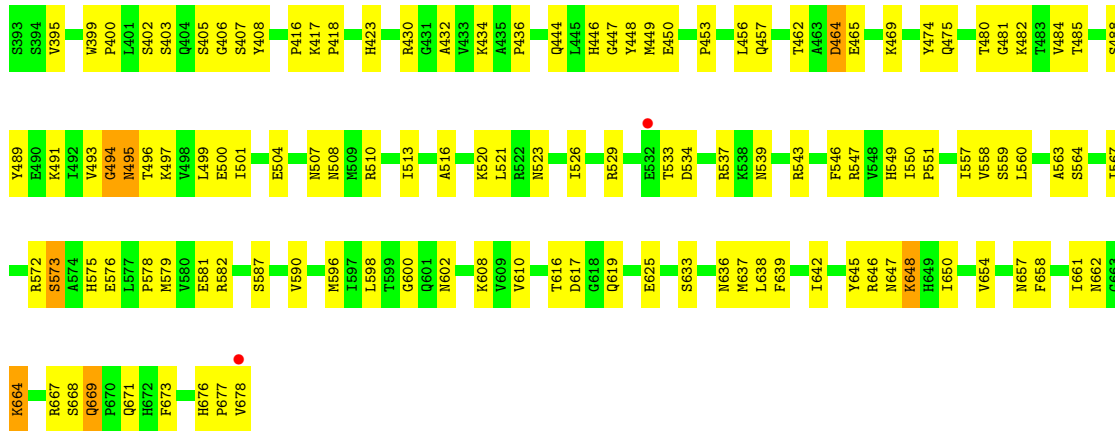 S393 S394 V395 W399 P400 L401 S402 S403 Q404 S405 G406 S407 Y408 P416 K417 P418 H423 R430 G431 A432 V433 K434 A435 P436 Q444 L445 H446 G447 Y448 M449 E450 P453 L456 Q457 T462 A463 D464 E465 K469 Y474 Q475 T480 G481 K482 T483 V484 T485
Y489 E490 K491 I492 V493 G494 N495 T496 K497 V498 L499 E500 I501 E504 N507 N508 M509 R510 I513 A516 K520 L521 R522 N523 I526 R529 E532 T533 D534 R537 K538 N539 R543 F546 R547 V548 H549 I550 P551 I557 V558 S559 L560 A563 S564
R572 S573 A574 H575 E576 L577 P578 M579 V580 E581 R582 S587 V590 M596 I597 L598 T599 G600 Q601 N602 K608 V609 V610 T616 D617 G618 Q619 E625 S633 N636 M637 L638 F639 I642 Y645 R646 N647 K648 H649 I650 V654 N657 F658 I661 N662
K664 R667 S668 Q669 P670 Q671 H672 F673 H676 P677 V678